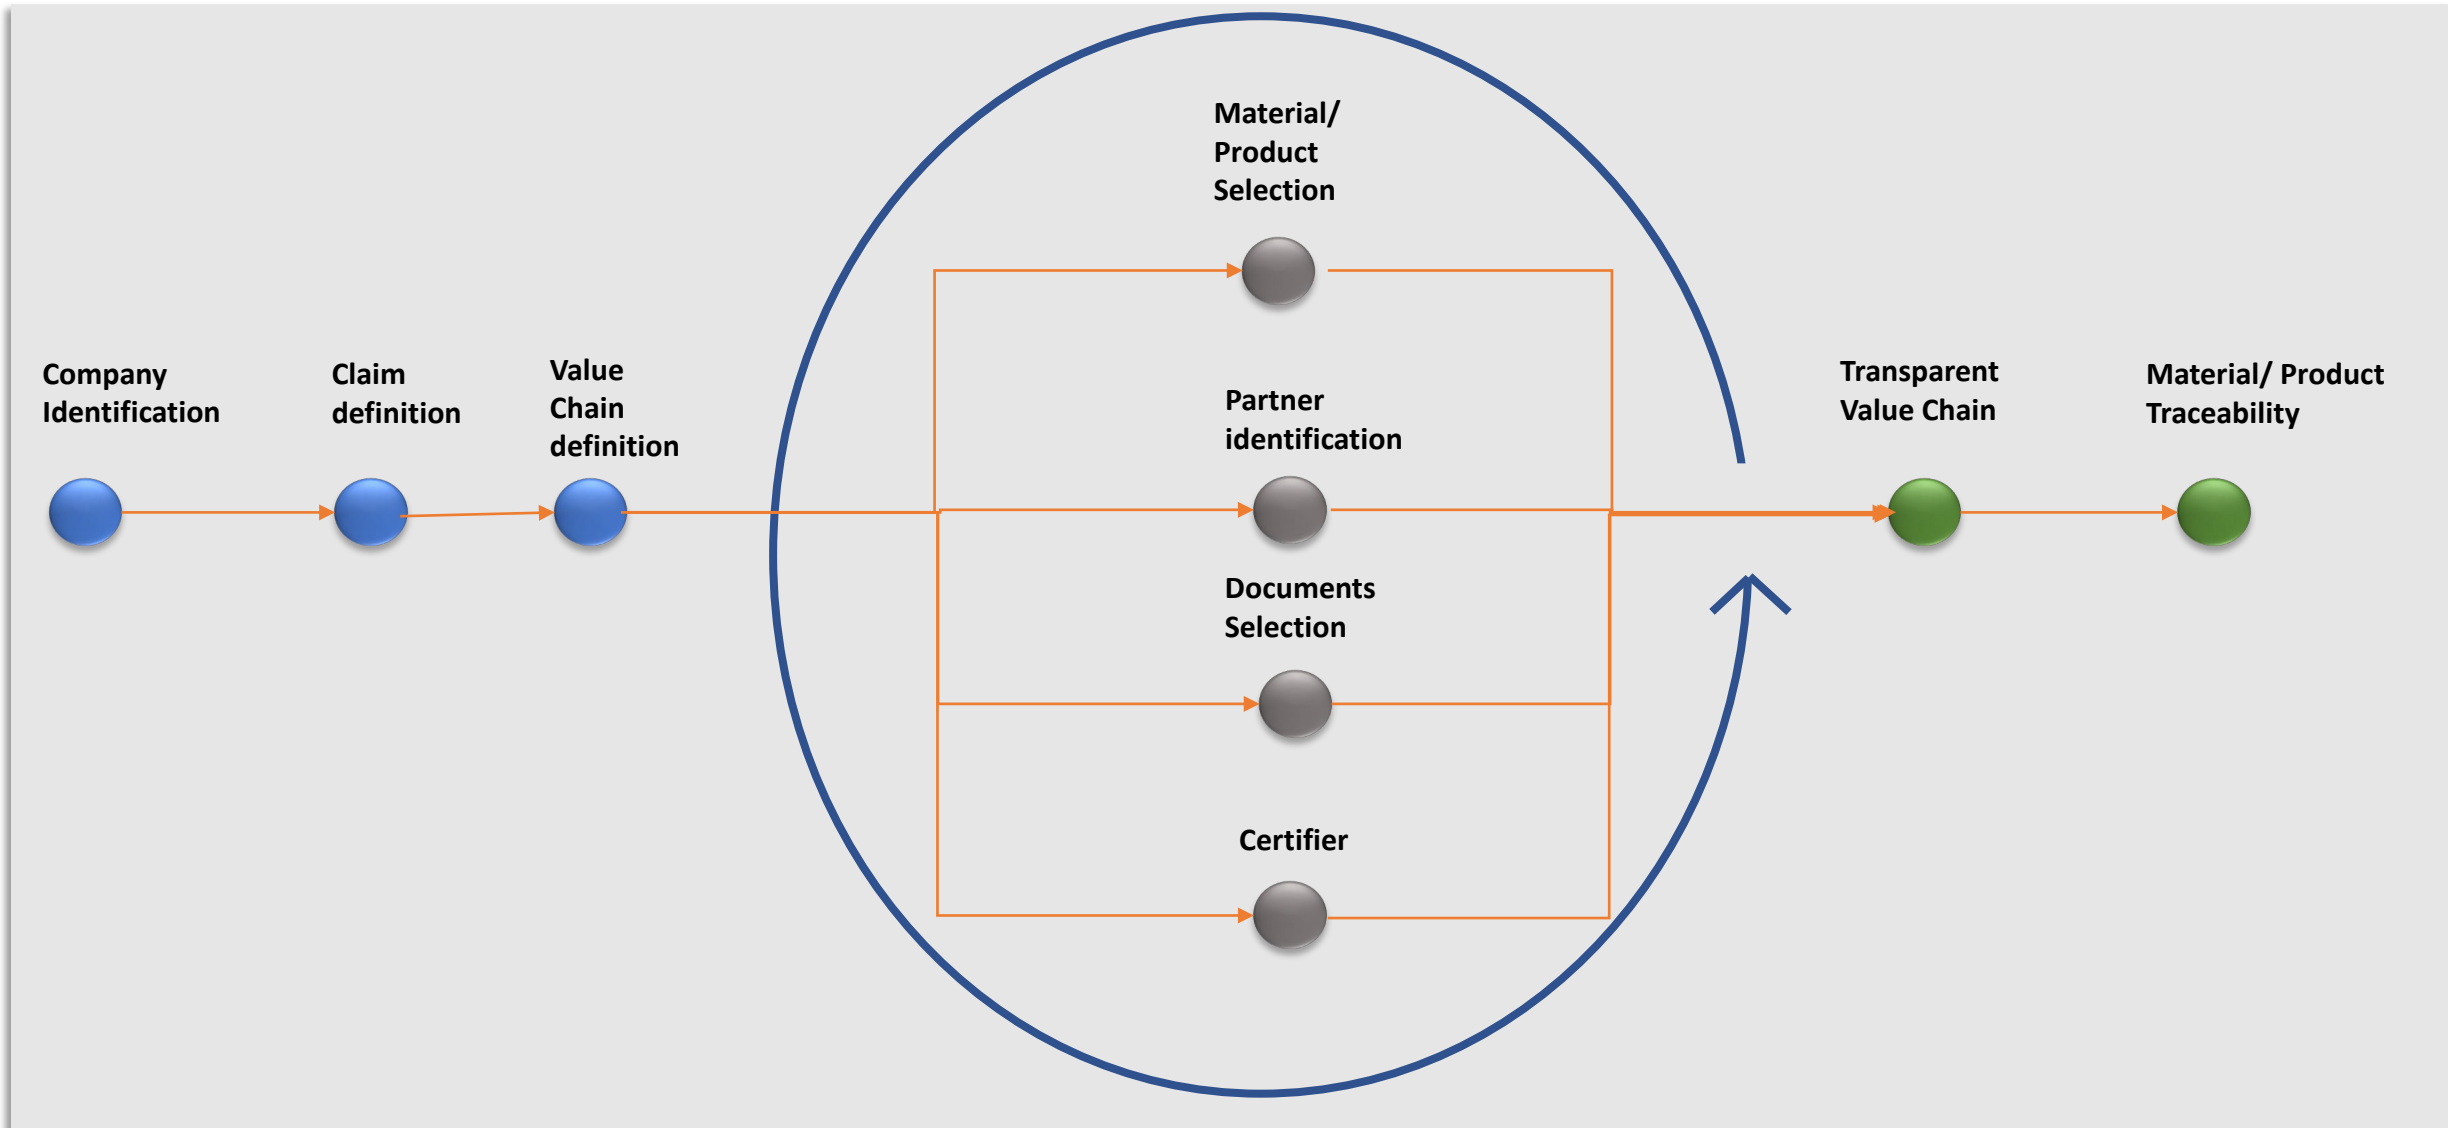 Company
Identification
Claim
definition
Value
Chain
definition
Material/
Product
Selection
Partner
identification
Documents
Selection
Certifier
Transparent
Value Chain
Material/ Product
Traceability